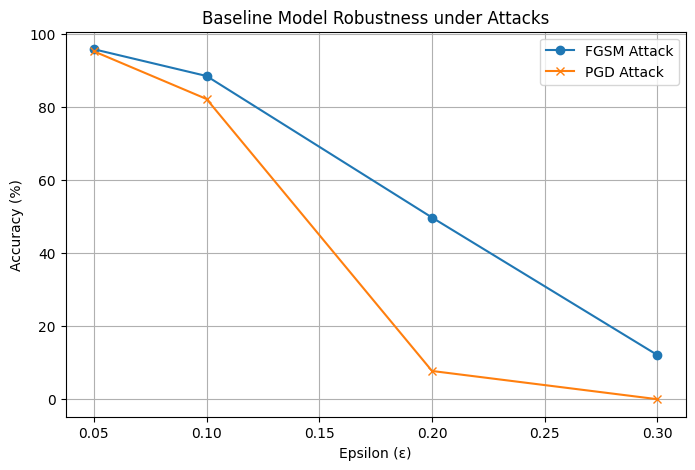 Baseline Model Robustness under Attacks
FGSM Attack
PGD Attack
Accuracy (%)
100
80
60
40
20
0
0.05
0.10
0.15
0.20
0.25
0.30
Epsilon (ε)